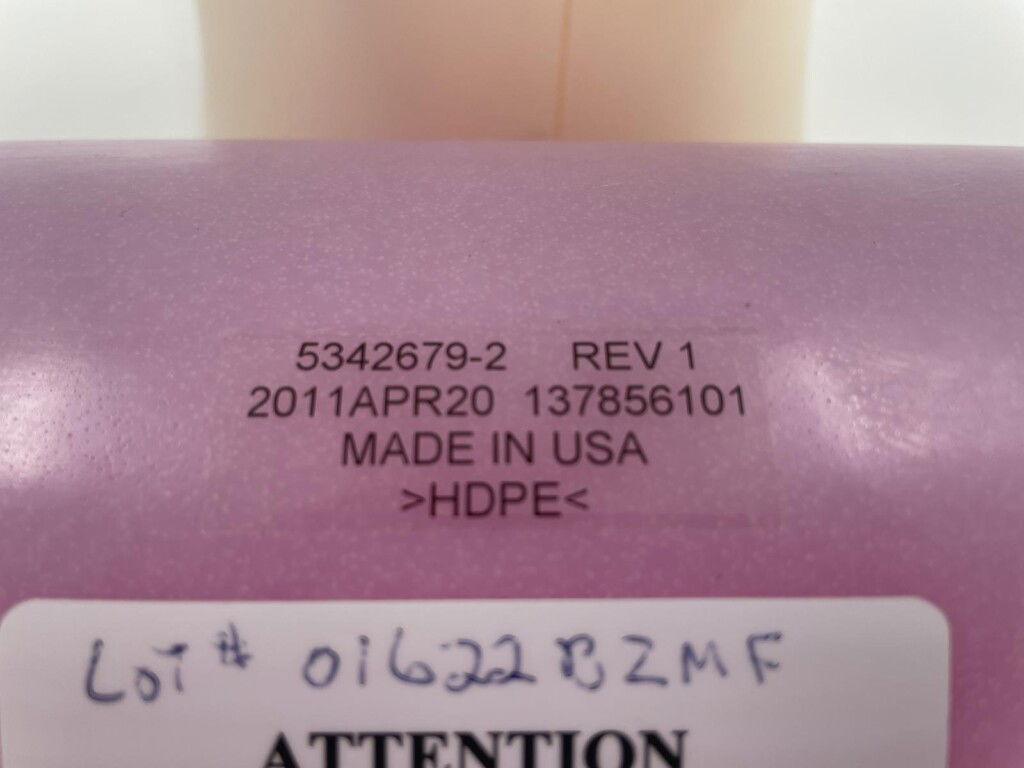 5342679-2 REV 1
2011APR20 137856101
MADE IN USA
>HDPE<
LOT # 01622BZMF
ATTENTION